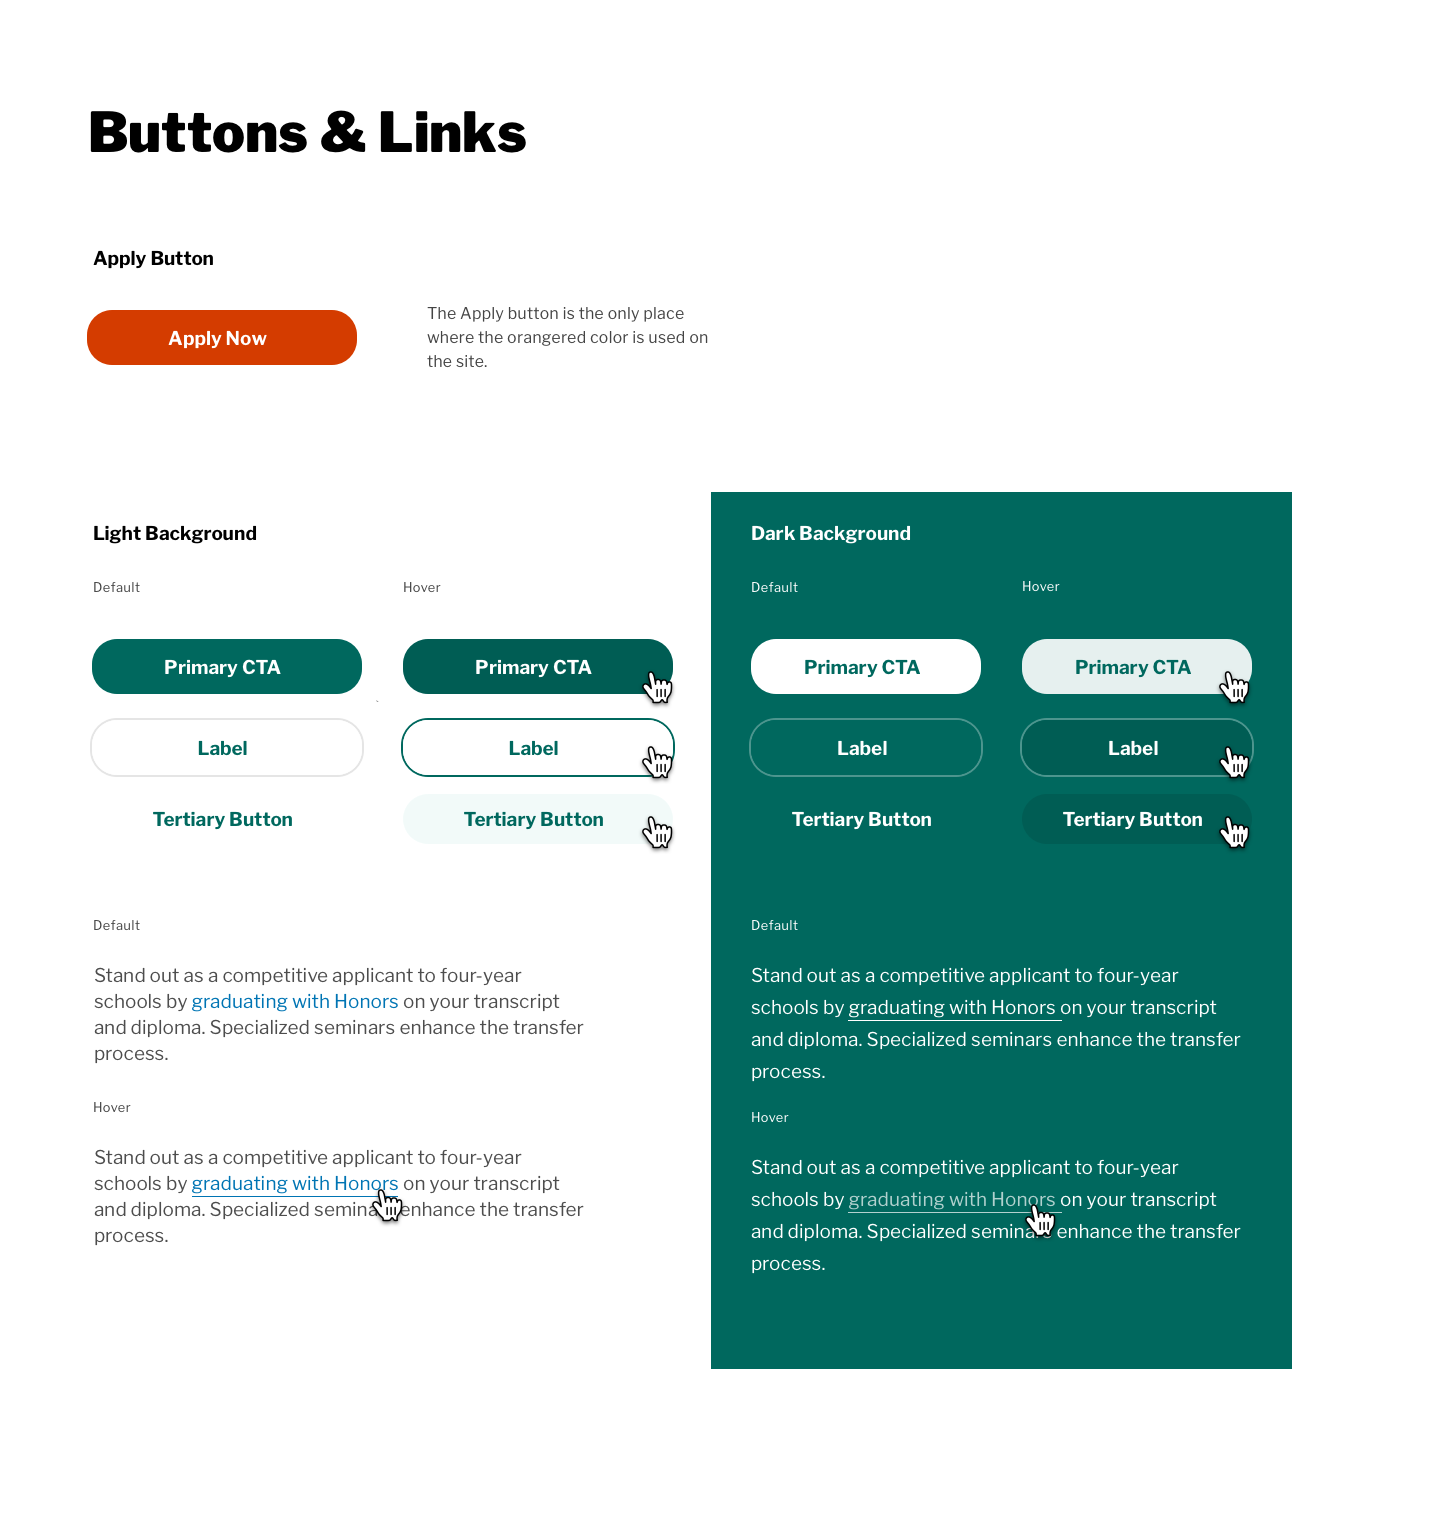 Buttons & Links
Apply Button
Apply Now
The Apply button is the only place
where the orangered color is used on
the site.
Light Background
Default
Hover
Primary CTA
Primary CTA
Label
Label
Tertiary Button
Tertiary Button
Default
Stand out as a competitive applicant to four-year
schools by graduating with Honors on your transcript
and diploma. Specialized seminars enhance the transfer
process.
Hover
Stand out as a competitive applicant to four-year
schools by graduating with Honors on your transcript
and diploma. Specialized seminars enhance the transfer
process.
Dark Background
Default
Hover
Primary CTA
Primary CTA
Label
Label
Tertiary Button
Tertiary Button
Default
Stand out as a competitive applicant to four-year
schools by graduating with Honors on your transcript
and diploma. Specialized seminars enhance the transfer
process.
Hover
Stand out as a competitive applicant to four-year
schools by graduating with Honors on your transcript
and diploma. Specialized seminars enhance the transfer
process.